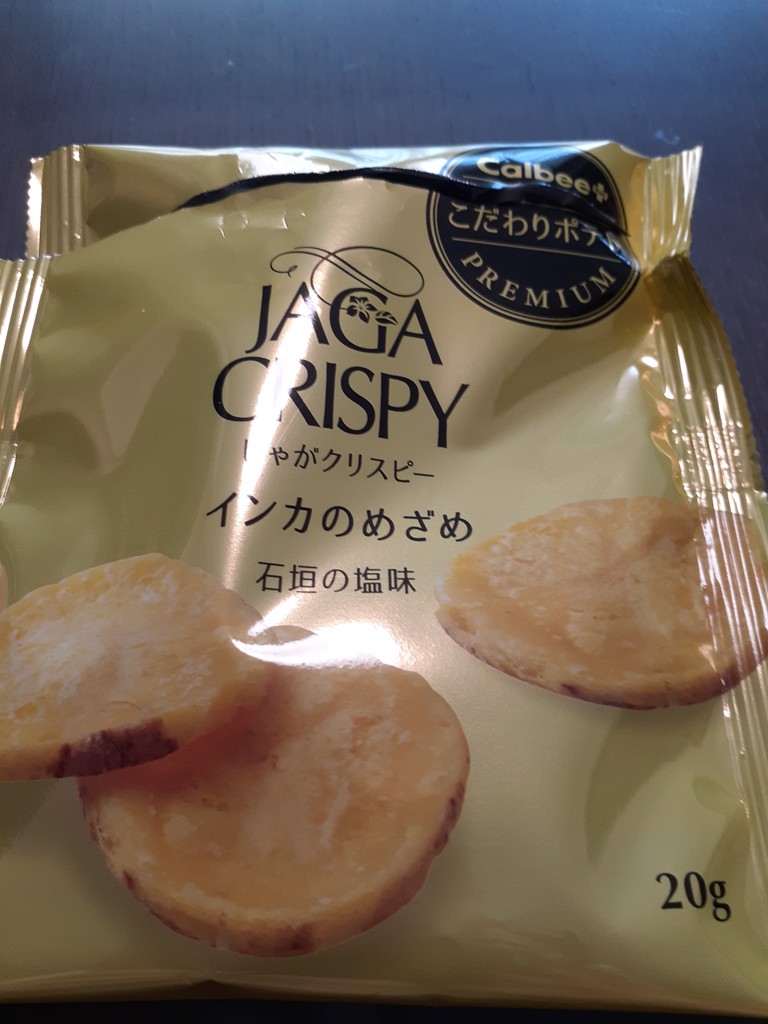 Calbee+
こだわりポテト
PREMIUM
JAGA
CRISPY
じゃがクリスピー
インカのめざめ
石垣の塩味
20g